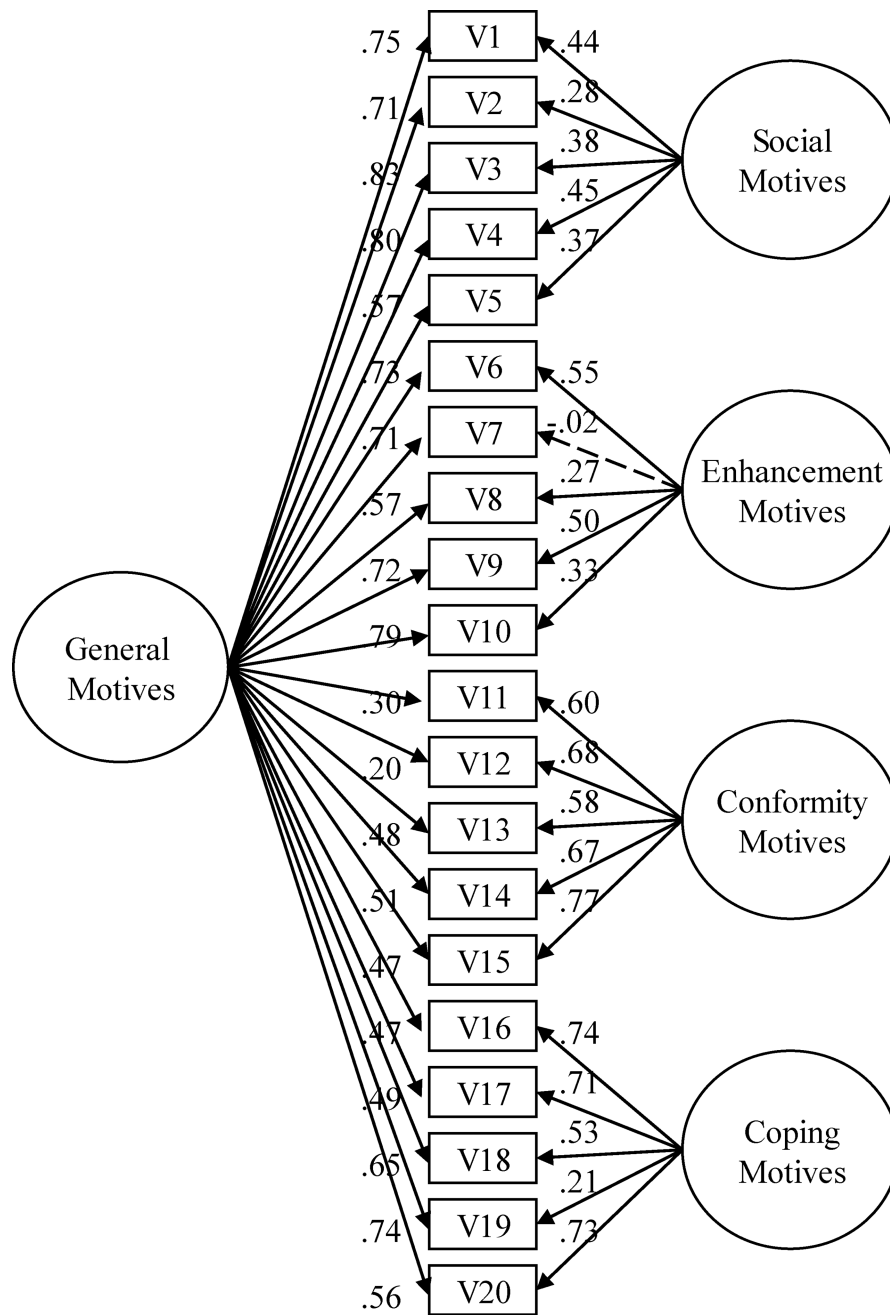 .75 V1 .44
.71 V2 .28
.83 V3 .38
.80 V4 .45
.57 V5 .37
Social
Motives
.73 V6 .55
.71 V7 -.02
.57 V8 .27
.72 V9 .50
.79 V10 .33
Enhancement
Motives
General
Motives
.30 V11 .60
.20 V12 .68
.48 V13 .58
.51 V14 .67
.47 V15 .77
Conformity
Motives
.47 V16 .74
.49 V17 .71
.65 V18 .53
.74 V19 .21
.56 V20 .73
Coping
Motives